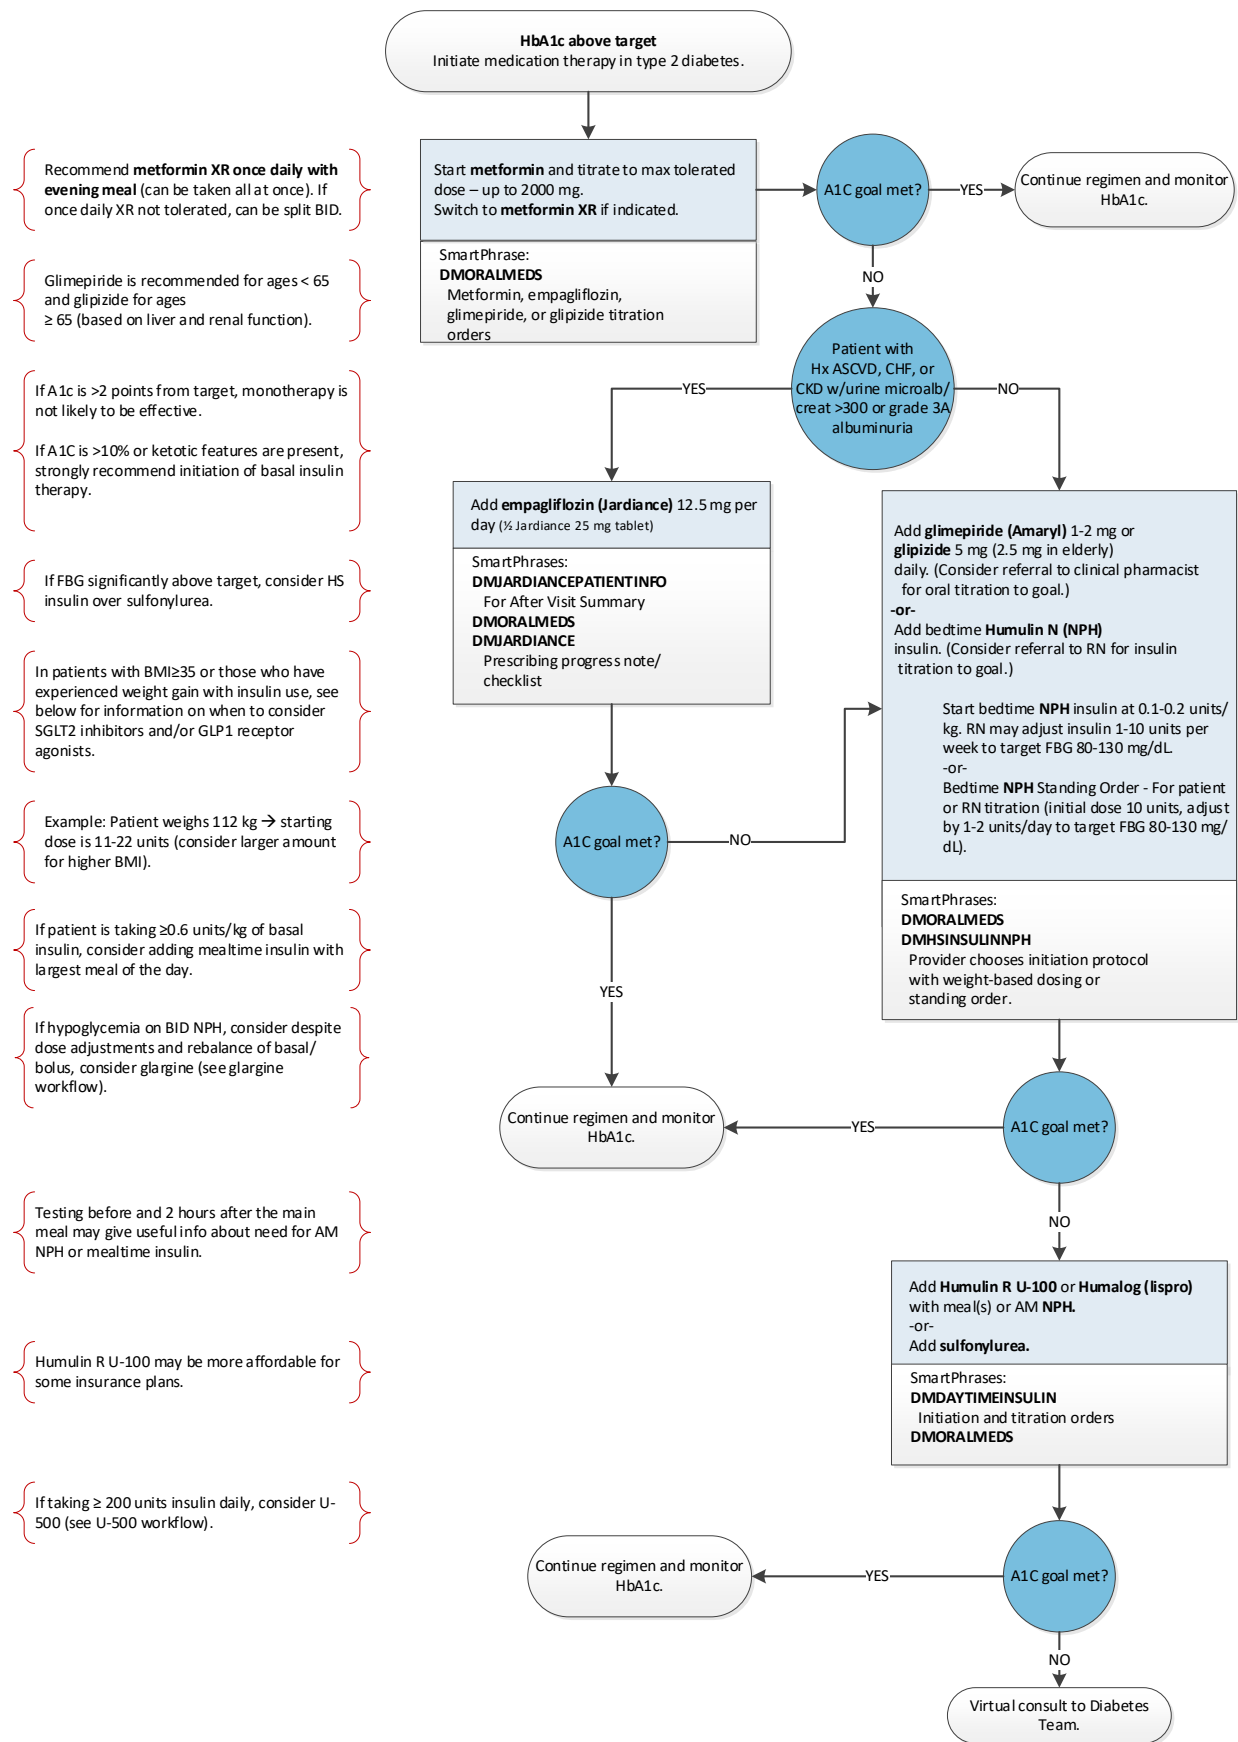 HbA1c above target
Initiate medication therapy in type 2 diabetes.
Recommend metformin XR once daily with
evening meal (can be taken all at once). If
once daily XR not tolerated, can be split BID.
Start metformin and titrate to max tolerated
dose – up to 2000 mg.
Switch to metformin XR if indicated.
SmartPhrase:
DMORALMEDS
Metformin, empagliflozin,
glimepiride, or glipizide titration
orders
A1C goal met?
YES
Continue regimen and monitor
HbA1c.
NO
Glimepiride is recommended for ages < 65
and glipizide for ages
≥ 65 (based on liver and renal function).
Patient with
Hx ASCVD, CHF, or
CKD w/urine microalb/
creat >300 or grade 3A
albuminuria
YES
NO
If A1c is >2 points from target, monotherapy is
not likely to be effective.
If A1C is >10% or ketotic features are present,
strongly recommend initiation of basal insulin
therapy.
Add empagliflozin (Jardiance) 12.5 mg per
day (½ Jardiance 25 mg tablet)
SmartPhrases:
DMJARDIANCEPATIENTINFO
For After Visit Summary
DMORALMEDS
DMJARDIANCE
Prescribing progress note/
checklist
Add glimepiride (Amaryl) 1-2 mg or
glipizide 5 mg (2.5 mg in elderly)
daily. (Consider referral to clinical pharmacist
for oral titration to goal.)
-or-
Add bedtime Humulin N (NPH)
insulin. (Consider referral to RN for insulin
titration to goal.)
Start bedtime NPH insulin at 0.1-0.2 units/
kg. RN may adjust insulin 1-10 units per
week to target FBG 80-130 mg/dL.
-or-
Bedtime NPH Standing Order - For patient
or RN titration (initial dose 10 units, adjust
by 1-2 units/day to target FBG 80-130 mg/
dL).
SmartPhrases:
DMORALMEDS
DMHSINSULINNPH
Provider chooses initiation protocol
with weight-based dosing or
standing order.
If FBG significantly above target, consider HS
insulin over sulfonylurea.
In patients with BMI≥35 or those who have
experienced weight gain with insulin use, see
below for information on when to consider
SGLT2 inhibitors and/or GLP1 receptor
agonists.
Example: Patient weighs 112 kg → starting
dose is 11-22 units (consider larger amount
for higher BMI).
A1C goal met?
NO
YES
If patient is taking ≥0.6 units/kg of basal
insulin, consider adding mealtime insulin with
largest meal of the day.
If hypoglycemia on BID NPH, consider despite
dose adjustments and rebalance of basal/
bolus, consider glargine (see glargine
workflow).
Continue regimen and monitor
HbA1c.
YES
A1C goal met?
NO
Testing before and 2 hours after the main
meal may give useful info about need for AM
NPH or mealtime insulin.
Add Humulin R U-100 or Humalog (lispro)
with meal(s) or AM NPH.
-or-
Add sulfonylurea.
SmartPhrases:
DMDAYTIMEINSULIN
Initiation and titration orders
DMORALMEDS
Humulin R U-100 may be more affordable for
some insurance plans.
If taking ≥ 200 units insulin daily, consider U-
500 (see U-500 workflow).
Continue regimen and monitor
HbA1c.
YES
A1C goal met?
NO
Virtual consult to Diabetes
Team.